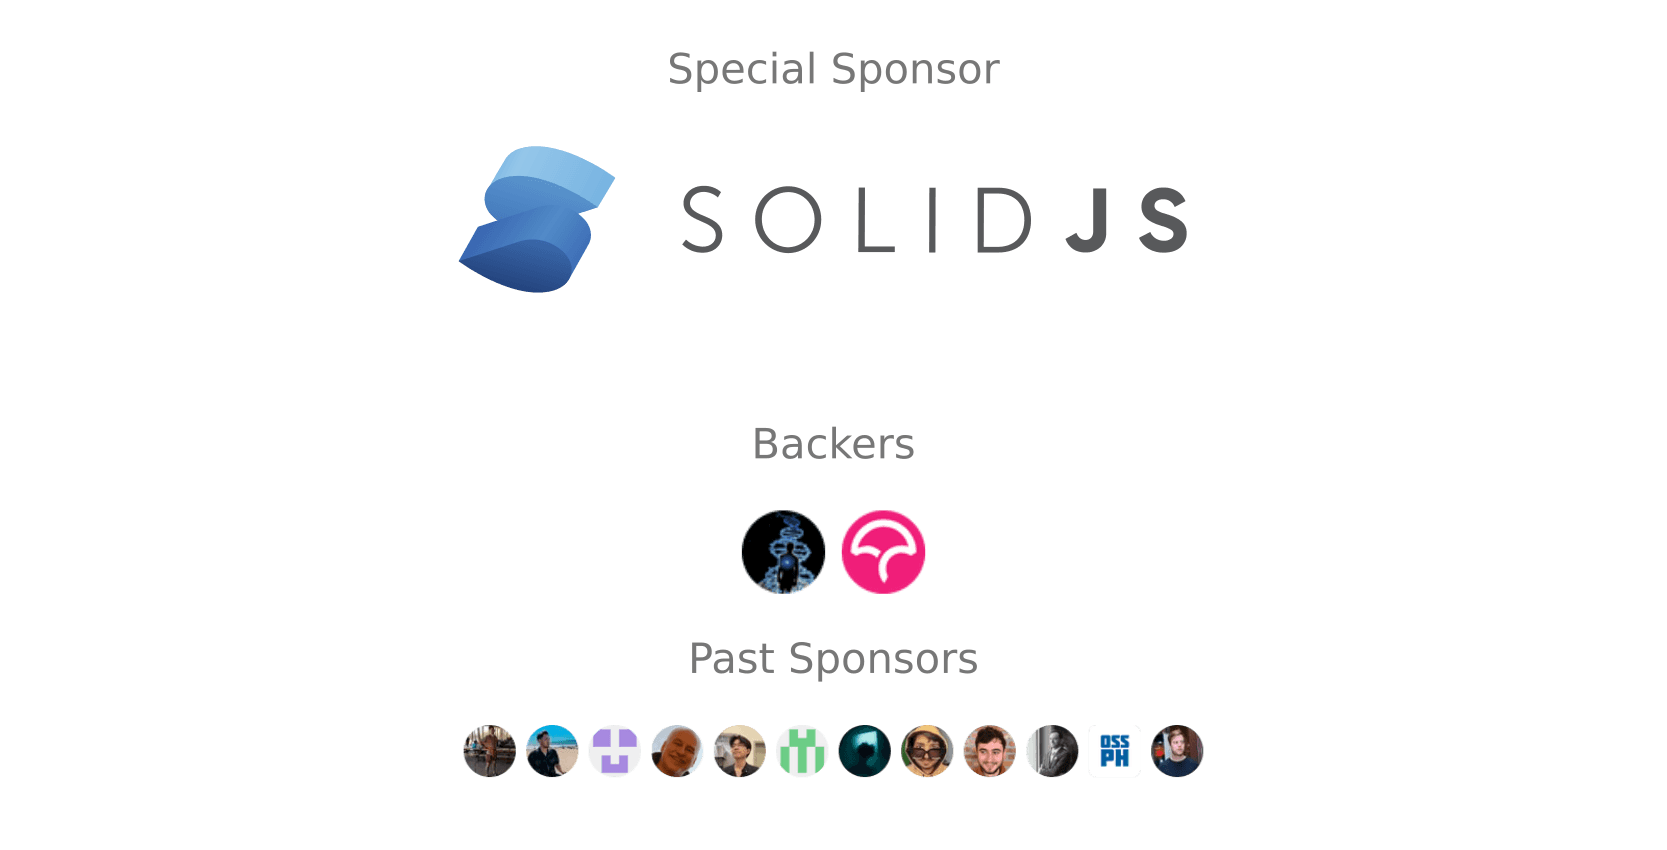 Special Sponsor
SOLIDJS
Backers
Past Sponsors
OSS
PH